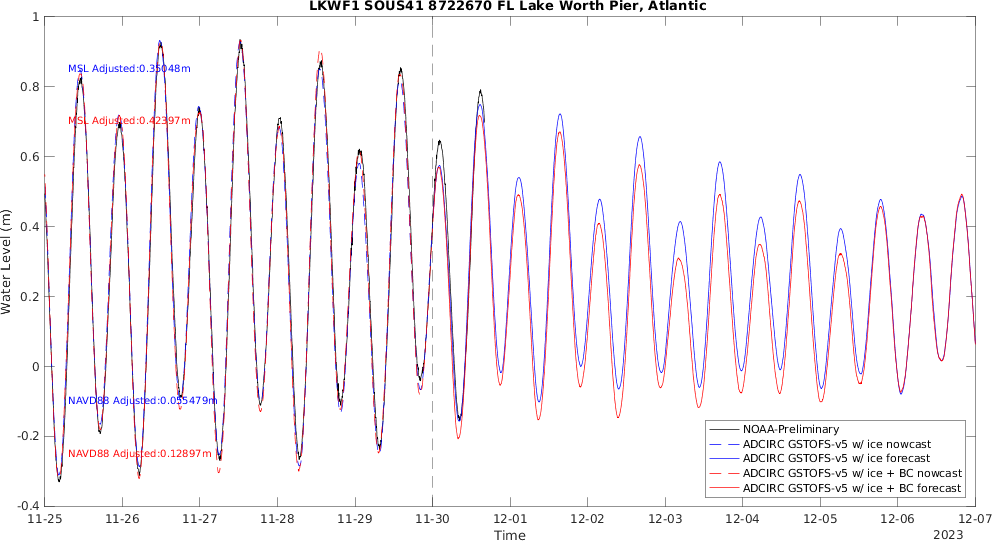 LKWF1 SOUS41 8722670 FL Lake Worth Pier, Atlantic
1
0.8
0.6
0.4
0.2
0
-0.2
-0.4
Water Level (m)
MSL Adjusted:0.35048m
MSL Adjusted:0.42397m
NAVD88 Adjusted:0.055479m
NAVD88 Adjusted:0.12897m
NOAA-Preliminary
ADCIRC GSTOFS-v5 w/ ice nowcast
ADCIRC GSTOFS-v5 w/ ice forecast
ADCIRC GSTOFS-v5 w/ ice + BC nowcast
ADCIRC GSTOFS-v5 w/ ice + BC forecast
11-25 11-26 11-27 11-28 11-29 11-30 12-01 12-02 12-03 12-04 12-05 12-06 12-07
Time
2023